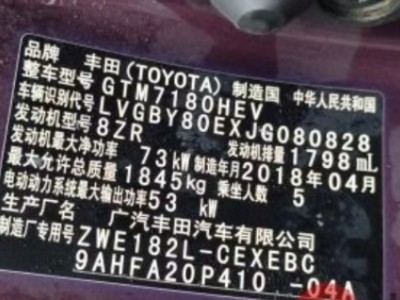 品牌 丰田(TOYOTA) 制造国 中华人民共和国
整车型号 GTM7180HEV
车辆识别代号 LVGBY80EXJG080828
发动机型号 8ZR 发动机排量 1798 mL
发动机最大净功率 73 kW 制造年月 2018年04月
最大允许总质量 1845kg 乘坐人数 5
电动动力系统最大输出功率 53 kW
生产厂名 广汽丰田汽车有限公司
制造厂专用号 ZWE182L-CEXEBC
9AHFA20P410 -04A